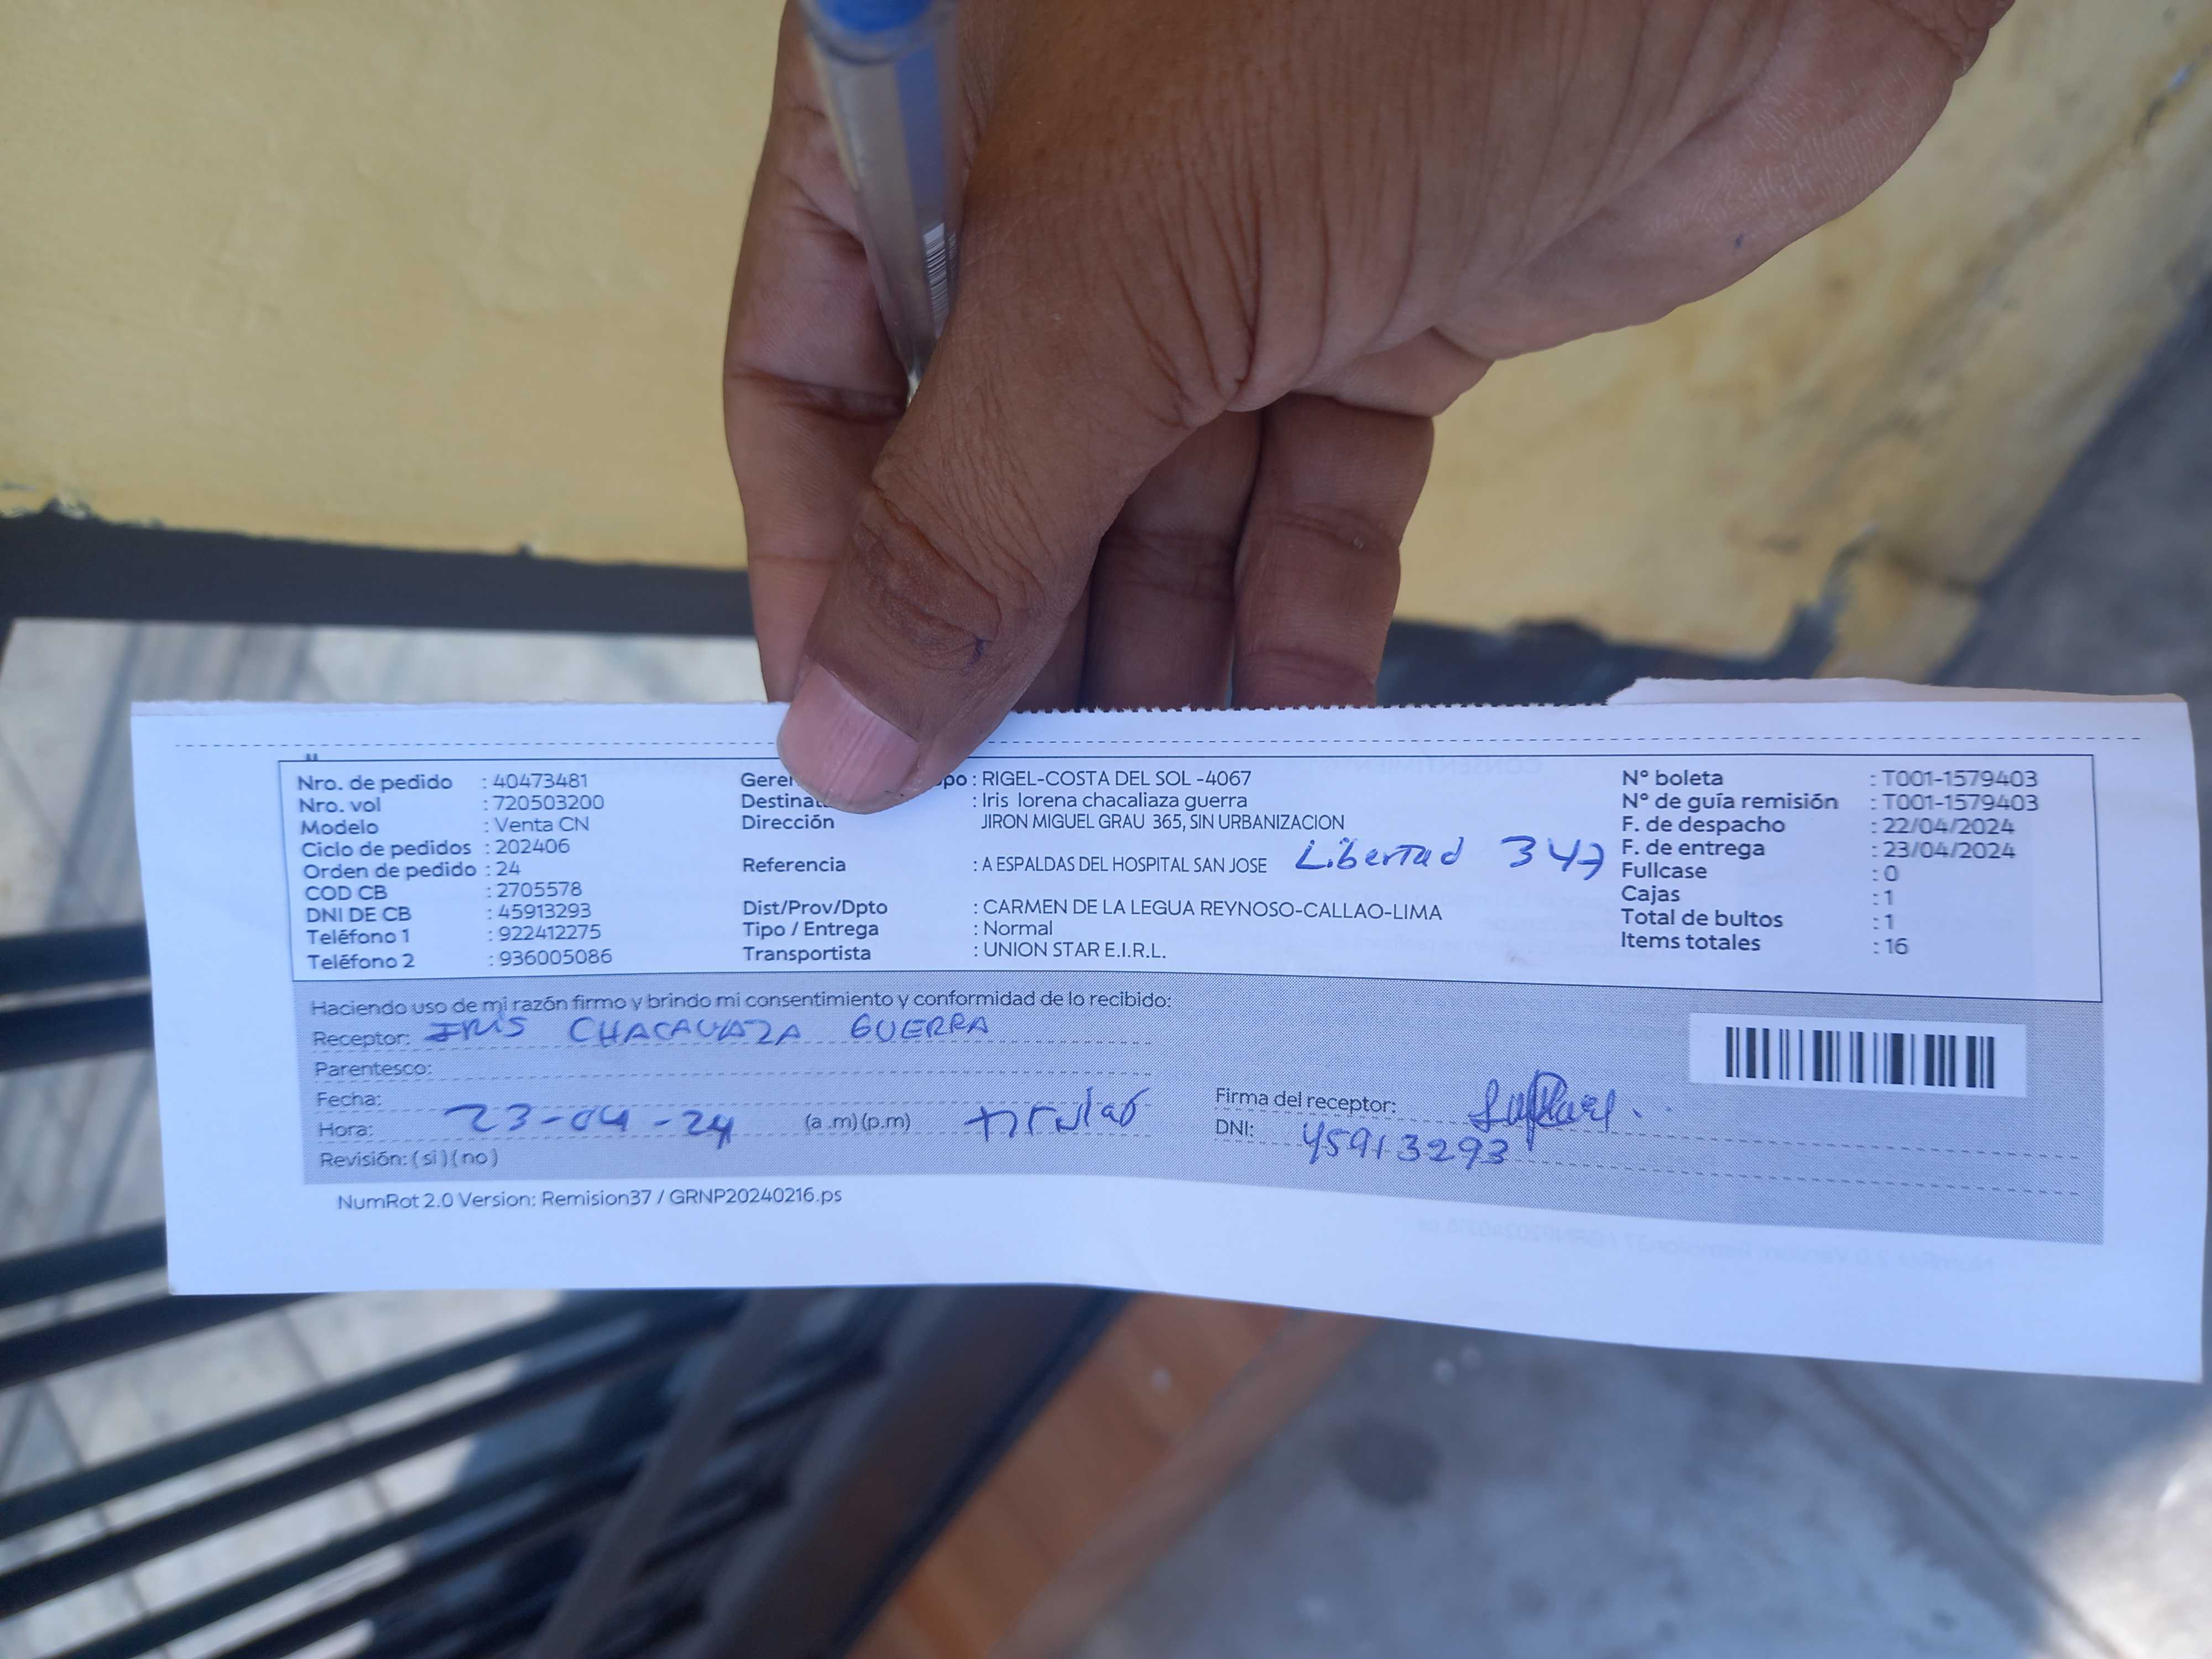 Nro. de pedido : 40473481
Nro. vol : 720503200
Modelo : Venta CN
Ciclo de pedidos : 202406
Orden de pedido : 24
COD CB : 2705578
DNI DE CB : 45913293
Teléfono 1 : 922412275
Teléfono 2 : 936005086
Geren po : RIGEL-COSTA DEL SOL -4067
Destinat : Iris lorena chacaliaza guerra
Dirección JIRON MIGUEL GRAU 365, SIN URBANIZACION
Referencia : A ESPALDAS DEL HOSPITAL SAN JOSE Libertad 347
Dist/Prov/Dpto : CARMEN DE LA LEGUA REYNOSO-CALLAO-LIMA
Tipo / Entrega : Normal
Transportista : UNION STAR E.I.R.L.
N° boleta : T001-1579403
N° de guía remisión : T001-1579403
F. de despacho : 22/04/2024
F. de entrega : 23/04/2024
Fullcase : 0
Cajas : 1
Total de bultos : 1
Items totales : 16
Haciendo uso de mi razón firmo y brindo mi consentimiento y conformidad de lo recibido:
Receptor: IRIS CHACALIAZA GUERRA
Parentesco:
Fecha: 23-04-24
Hora: (a .m)(p.m) titular
Revisión: ( si )( no )
Firma del receptor:
DNI: 45913293
NumRot 2.0 Version: Remision37 / GRNP20240216.ps